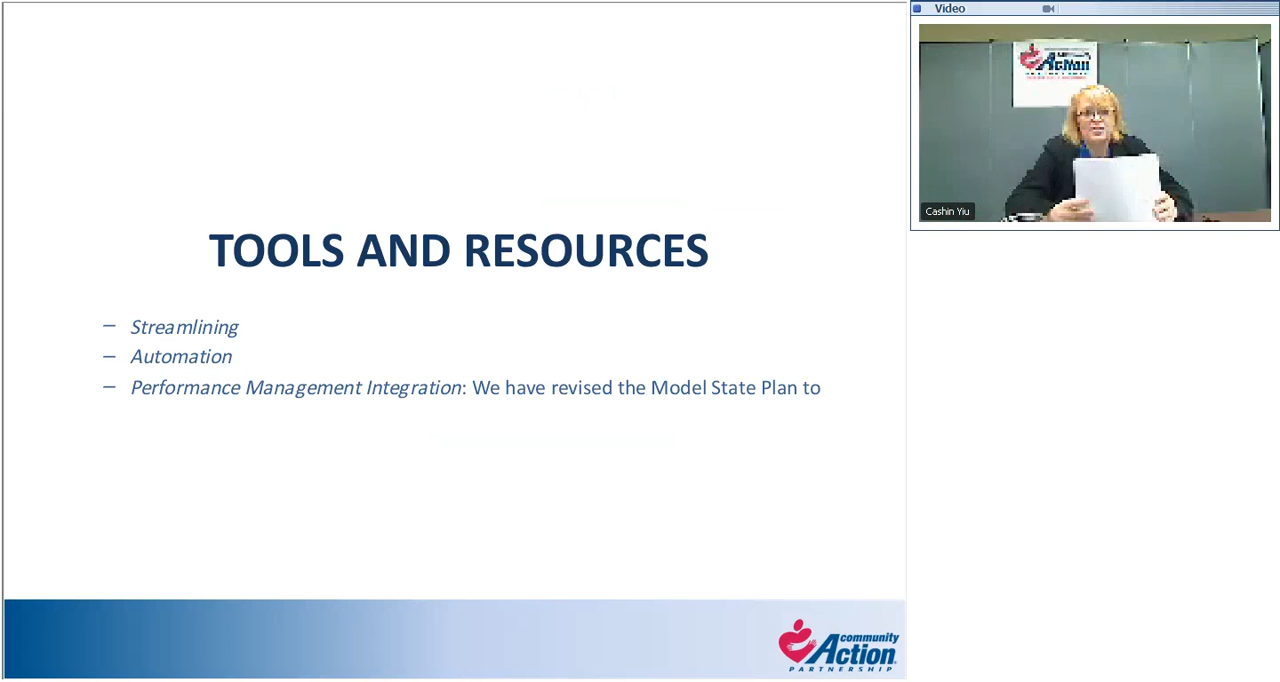 TOOLS AND RESOURCES
– Streamlining
– Automation
– Performance Management Integration: We have revised the Model State Plan to
community
Action
PARTNERSHIP
Video
Action
Cashin Yiu